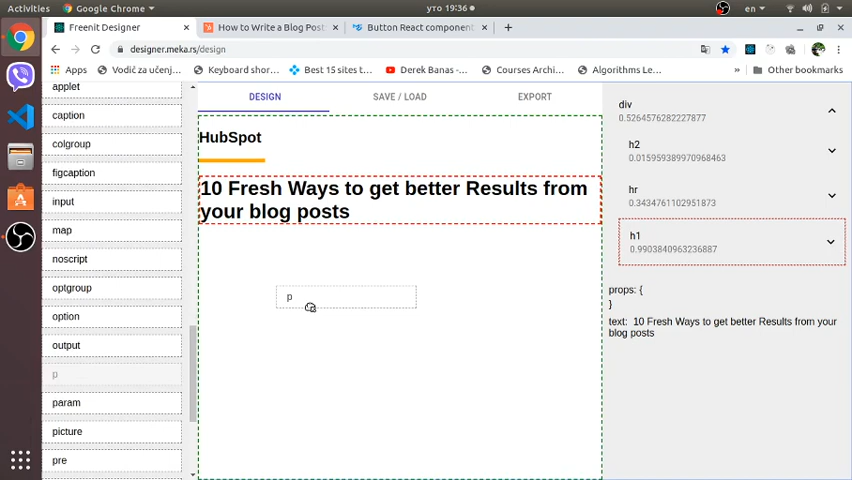 Activities
Google Chrome
уто 19:36
en
Freenit Designer
How to Write a Blog Post
Button React component
designer.meka.rs/design
Apps
Vodič za učenj...
Keyboard shor...
Best 15 sites t...
Derek Banas — Y...
Courses Archi...
Algorithms Le...
»
Other bookmarks
applet
caption
colgroup
figcaption
input
map
noscript
optgroup
option
output
p
param
picture
pre
DESIGN
SAVE / LOAD
EXPORT
HubSpot
10 Fresh Ways to get better Results from
your blog posts
p
div
0.5264576282227877
h2
0.015959389970968463
hr
0.3434761102951873
h1
0.9903840963236887
props: {
}
text: 10 Fresh Ways to get better Results from your
blog posts